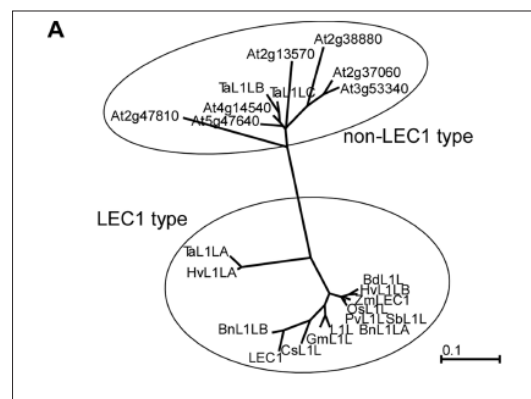 A
At2g38880
At2g13570
At2g37060
TaL1LB
TaL1LC
At3g53340
At4g14540
At2g47810
At5g47640
non-LEC1 type
LEC1 type
TaL1LA
HvL1LA
BdL1L
HvL1LB
ZmLEC1
OsL1L
PvL1L SbL1L
BnL1LB
L1L BnL1LA
GmL1L
CsL1L
LEC1
0.1